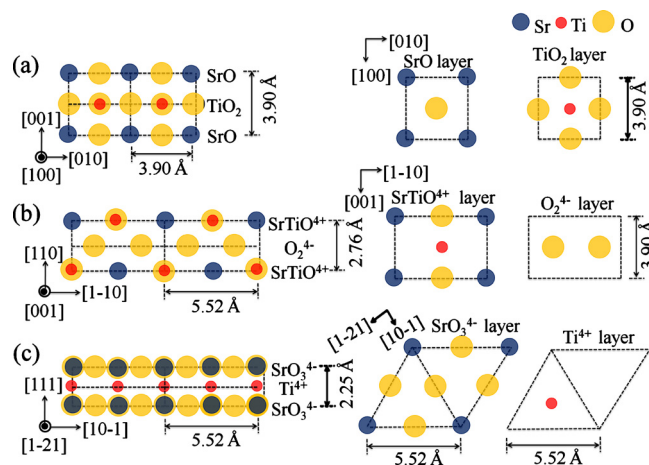 Sr Ti O
(a)
SrO
TiO₂
SrO
3.90 Å
[001]
[100]
[010]
3.90 Å
[010]
[100]
SrO layer
TiO₂ layer
3.90 Å
(b)
SrTiO⁴⁺
O₂⁴⁻
SrTiO⁴⁺
2.76 Å
[110]
[001]
[1-10]
5.52 Å
[1-10]
[001]
SrTiO⁴⁺ layer
O₂⁴⁻ layer
3.90 Å
(c)
SrO₃⁴⁻
Ti⁴⁺
SrO₃⁴⁻
2.25 Å
[111]
[1-21]
[10-1]
5.52 Å
[1-21]
[10-1]
SrO₃⁴⁻ layer
Ti⁴⁺ layer
5.52 Å
5.52 Å